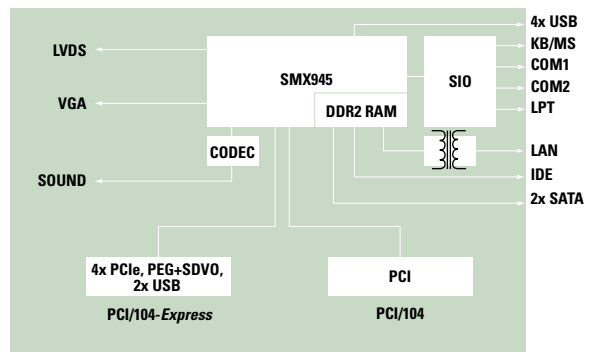 4x USB
LVDS
KB/MS
COM1
SMX945
SIO
COM2
VGA
DDR2 RAM
LPT
CODEC
LAN
SOUND
IDE
2x SATA
4x PCIe, PEG+SDVO,
2x USB
PCI
PCI/104-Express
PCI/104